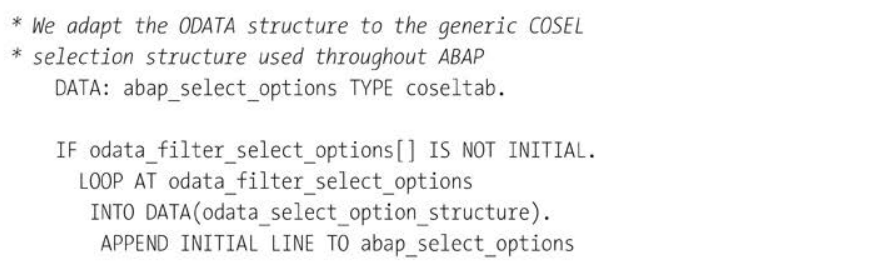 * We adapt the ODATA structure to the generic COSEL
* selection structure used throughout ABAP
DATA: abap_select_options TYPE coseltab.
IF odata_filter_select_options[] IS NOT INITIAL.
LOOP AT odata_filter_select_options
INTO DATA(odata_select_option_structure).
APPEND INITIAL LINE TO abap_select_options